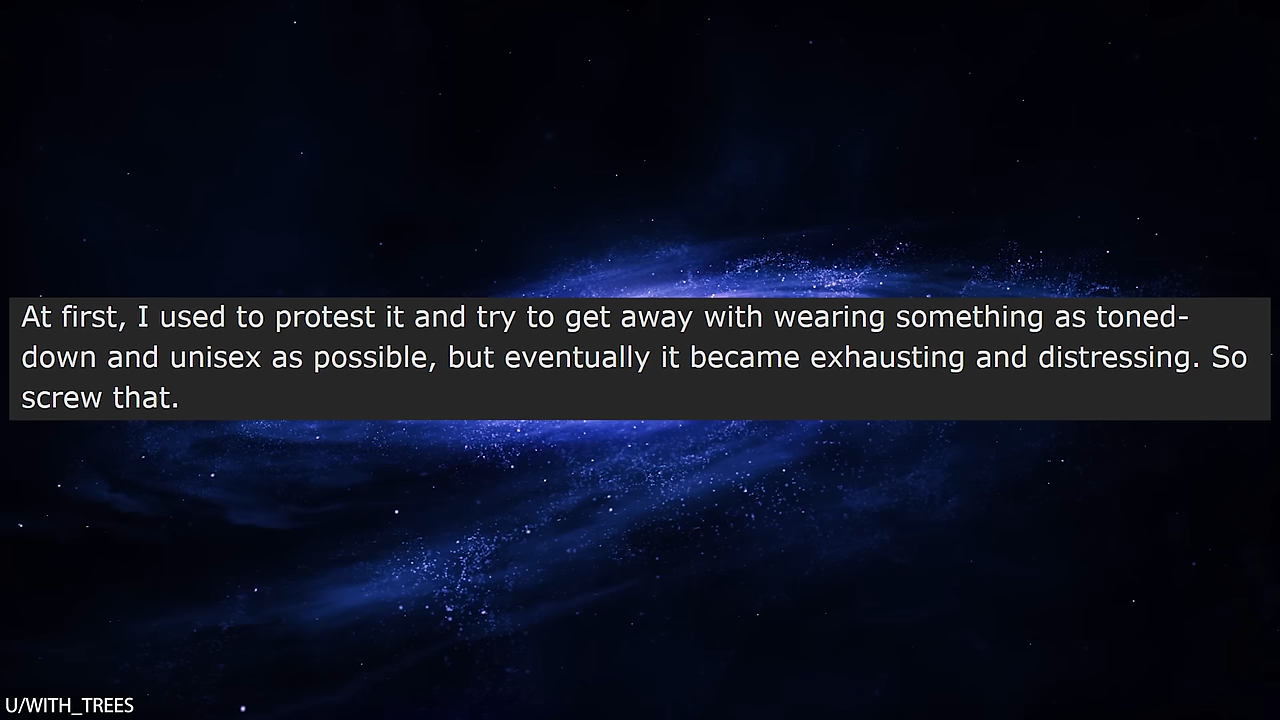 At first, I used to protest it and try to get away with wearing something as toned-
down and unisex as possible, but eventually it became exhausting and distressing. So
screw that.
U/WITH_TREES